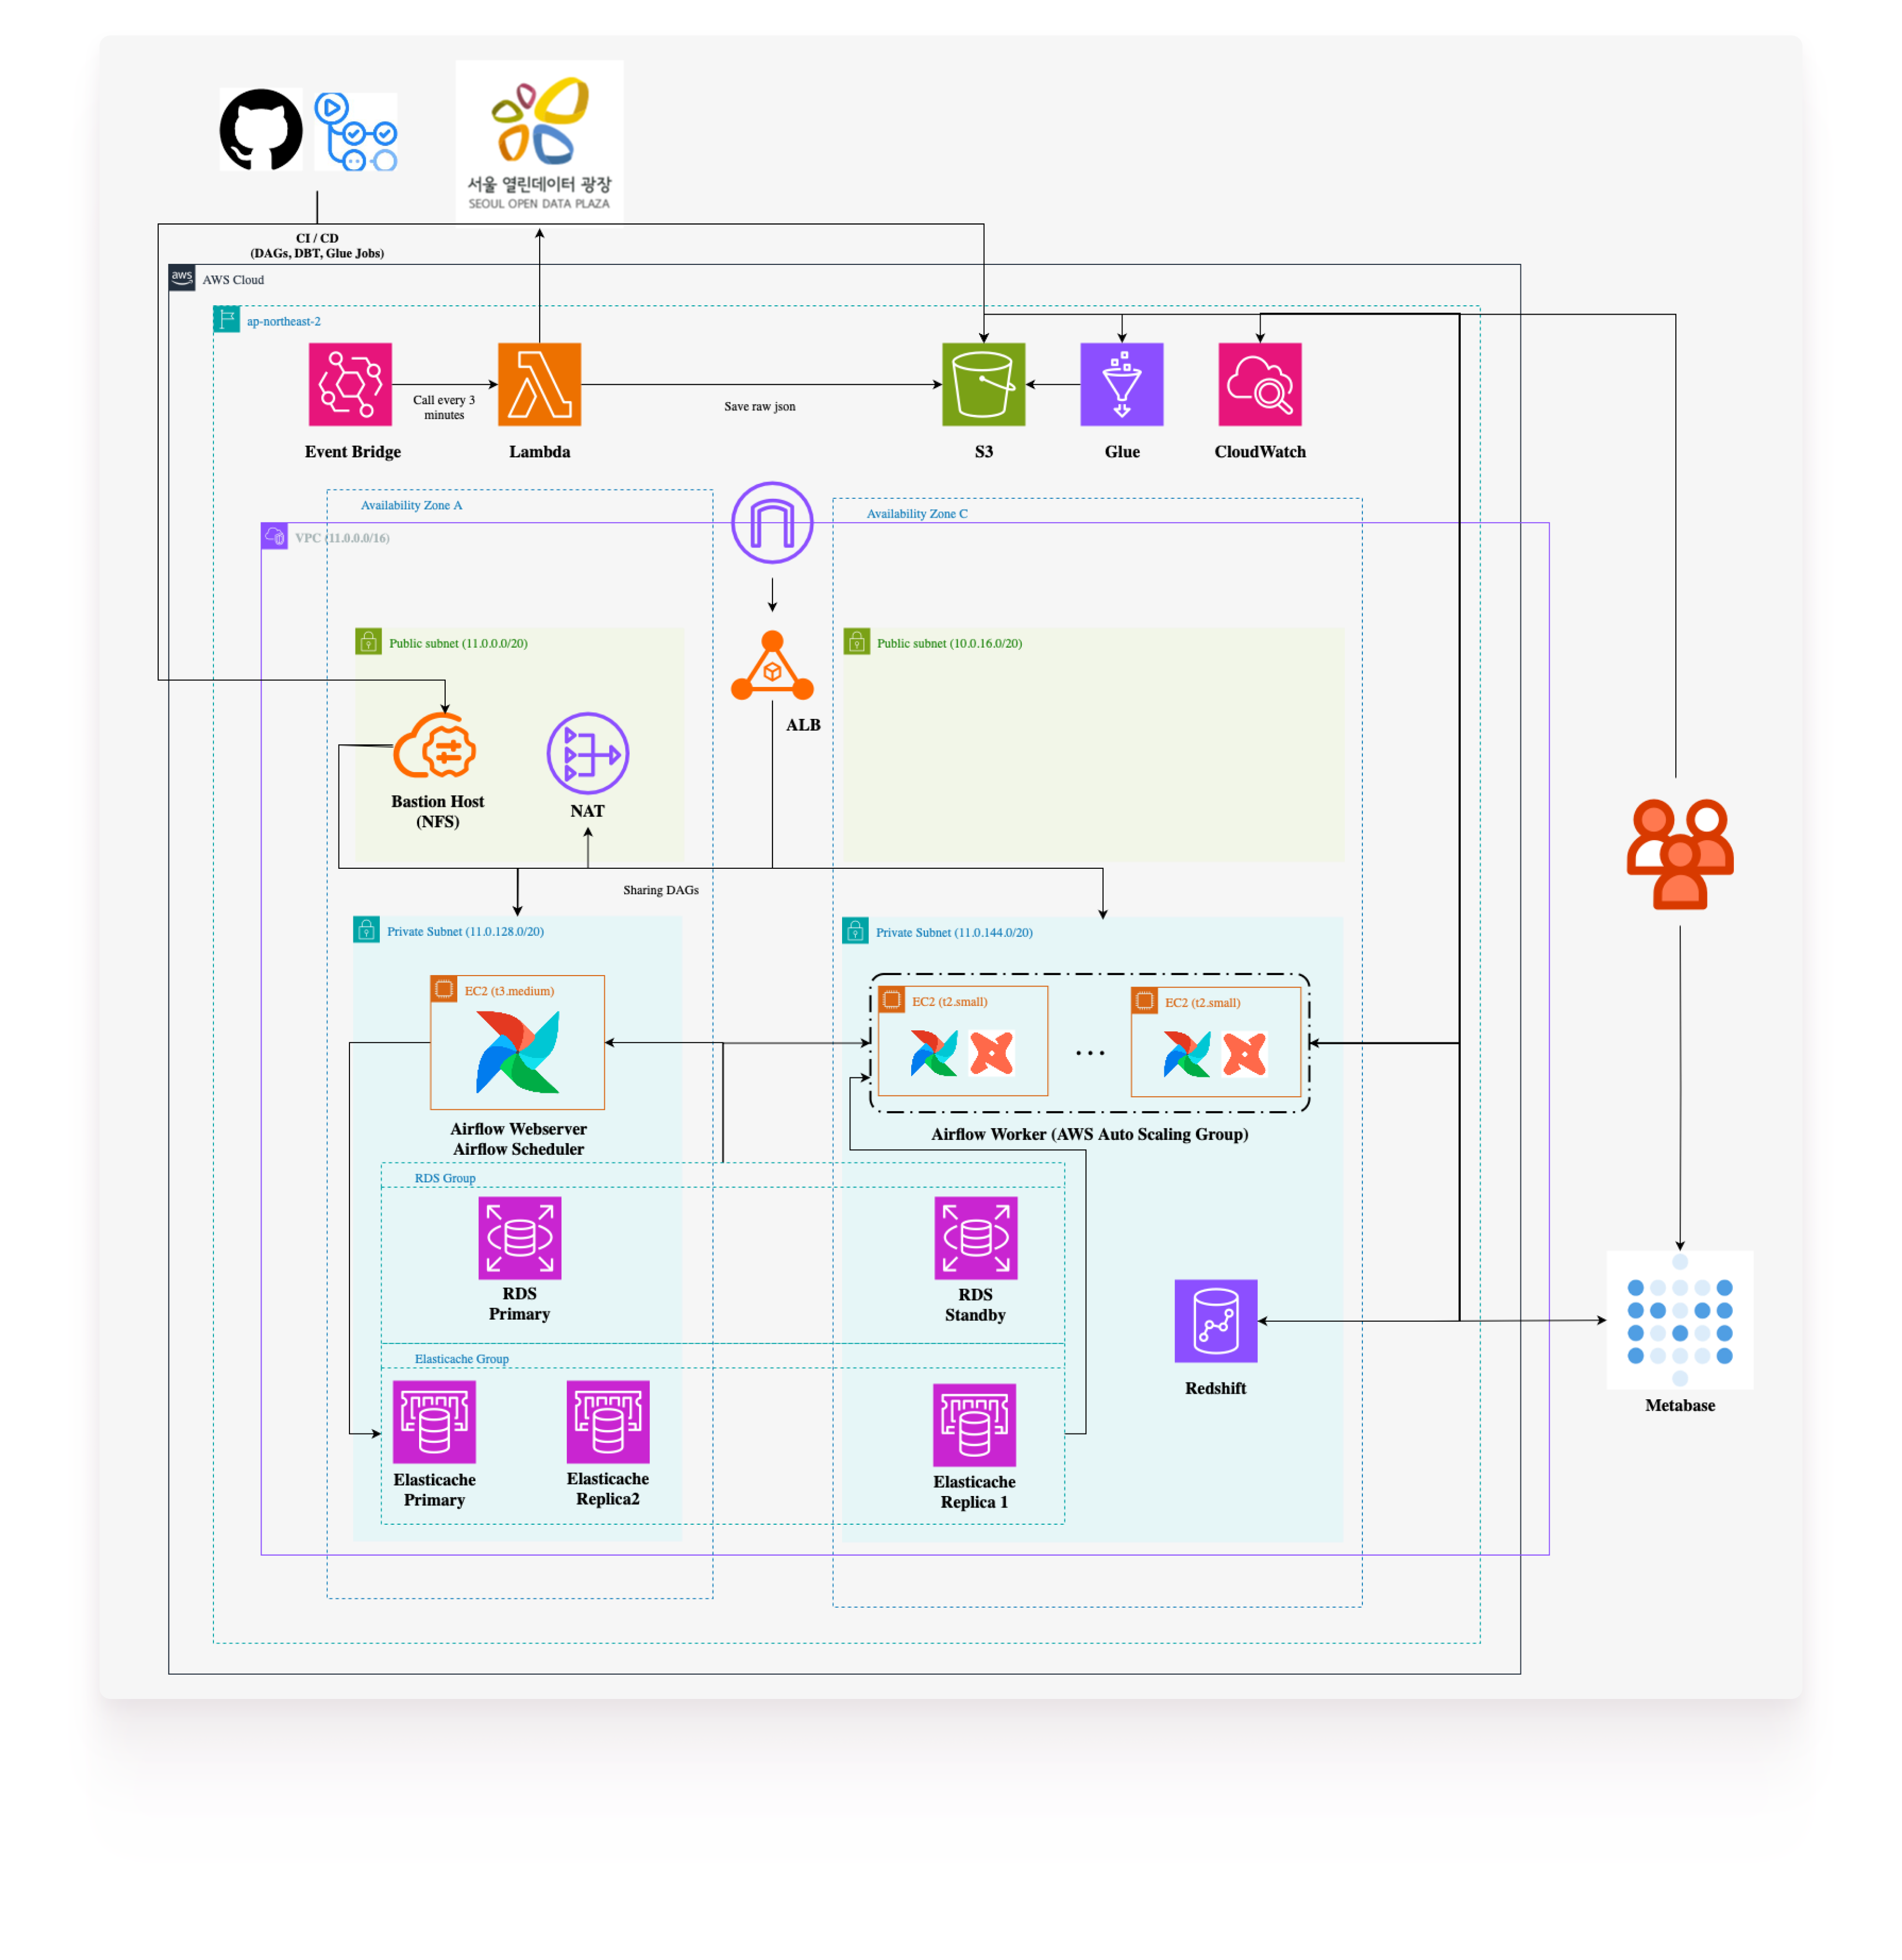 서울 열린데이터 광장
SEOUL OPEN DATA PLAZA
CI / CD
(DAGs, DBT, Glue Jobs)
aws
AWS Cloud
ap-northeast-2
Call every 3
minutes
Save raw json
Event Bridge
Lambda
S3
Glue
CloudWatch
Availability Zone A
Availability Zone C
VPC (11.0.0.0/16)
Public subnet (11.0.0.0/20)
Public subnet (10.0.16.0/20)
ALB
Bastion Host
(NFS)
NAT
Sharing DAGs
Private Subnet (11.0.128.0/20)
Private Subnet (11.0.144.0/20)
EC2 (t3.medium)
EC2 (t2.small)
EC2 (t2.small)
...
Airflow Webserver
Airflow Scheduler
Airflow Worker (AWS Auto Scaling Group)
RDS Group
RDS
Primary
RDS
Standby
Elasticache Group
Redshift
Metabase
Elasticache
Primary
Elasticache
Replica2
Elasticache
Replica 1